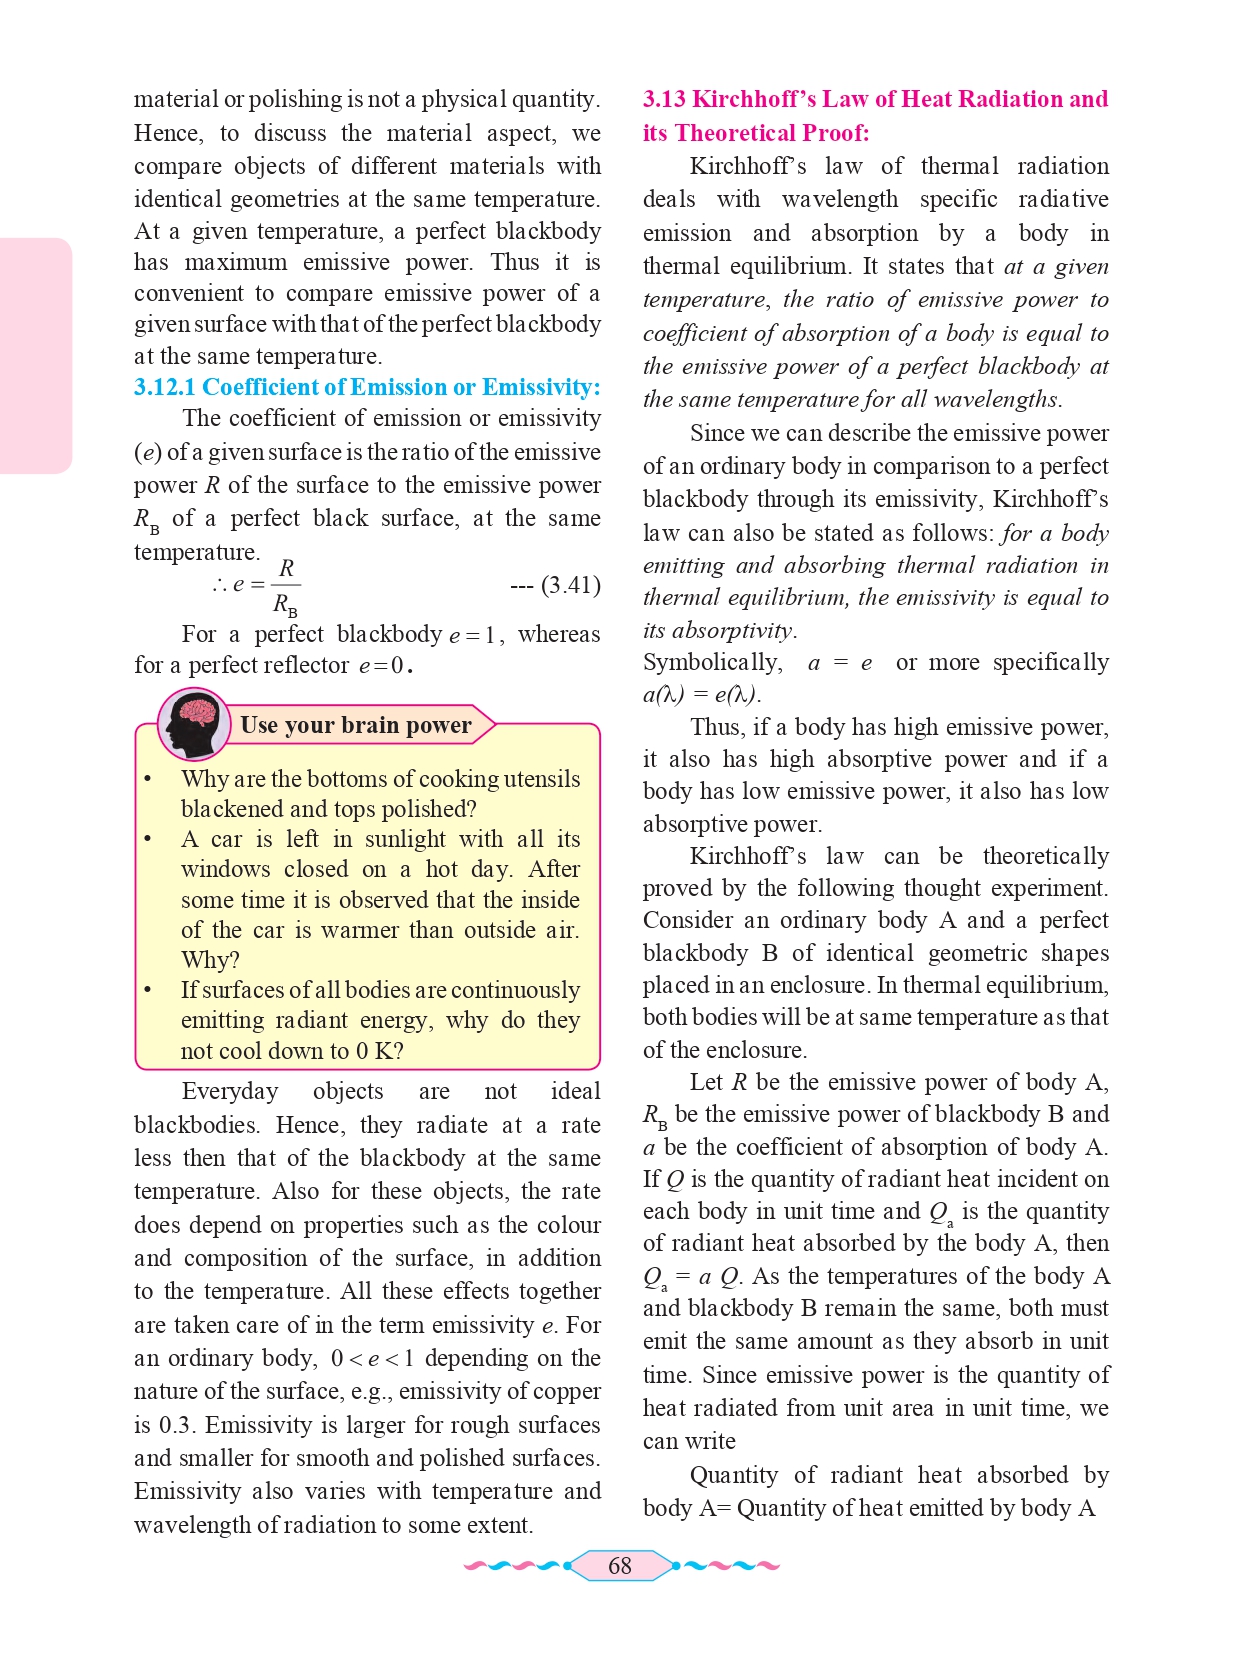 material or polishing is not a physical quantity.
Hence, to discuss the material aspect, we
compare objects of different materials with
identical geometries at the same temperature.
At a given temperature, a perfect blackbody
has maximum emissive power. Thus it is
convenient to compare emissive power of a
given surface with that of the perfect blackbody
at the same temperature.
3.12.1 Coefficient of Emission or Emissivity:
The coefficient of emission or emissivity
(e) of a given surface is the ratio of the emissive
power R of the surface to the emissive power
R_B of a perfect black surface, at the same
temperature.
∴ e = R/R_B --- (3.41)
For a perfect blackbody e = 1, whereas
for a perfect reflector e = 0.
Use your brain power
• Why are the bottoms of cooking utensils
blackened and tops polished?
• A car is left in sunlight with all its
windows closed on a hot day. After
some time it is observed that the inside
of the car is warmer than outside air.
Why?
• If surfaces of all bodies are continuously
emitting radiant energy, why do they
not cool down to 0 K?
Everyday objects are not ideal
blackbodies. Hence, they radiate at a rate
less then that of the blackbody at the same
temperature. Also for these objects, the rate
does depend on properties such as the colour
and composition of the surface, in addition
to the temperature. All these effects together
are taken care of in the term emissivity e. For
an ordinary body, 0 < e < 1 depending on the
nature of the surface, e.g., emissivity of copper
is 0.3. Emissivity is larger for rough surfaces
and smaller for smooth and polished surfaces.
Emissivity also varies with temperature and
wavelength of radiation to some extent.
3.13 Kirchhoff's Law of Heat Radiation and
its Theoretical Proof:
Kirchhoff's law of thermal radiation
deals with wavelength specific radiative
emission and absorption by a body in
thermal equilibrium. It states that at a given
temperature, the ratio of emissive power to
coefficient of absorption of a body is equal to
the emissive power of a perfect blackbody at
the same temperature for all wavelengths.
Since we can describe the emissive power
of an ordinary body in comparison to a perfect
blackbody through its emissivity, Kirchhoff's
law can also be stated as follows: for a body
emitting and absorbing thermal radiation in
thermal equilibrium, the emissivity is equal to
its absorptivity.
Symbolically, a = e or more specifically
a(λ) = e(λ).
Thus, if a body has high emissive power,
it also has high absorptive power and if a
body has low emissive power, it also has low
absorptive power.
Kirchhoff's law can be theoretically
proved by the following thought experiment.
Consider an ordinary body A and a perfect
blackbody B of identical geometric shapes
placed in an enclosure. In thermal equilibrium,
both bodies will be at same temperature as that
of the enclosure.
Let R be the emissive power of body A,
R_B be the emissive power of blackbody B and
a be the coefficient of absorption of body A.
If Q is the quantity of radiant heat incident on
each body in unit time and Q_a is the quantity
of radiant heat absorbed by the body A, then
Q_a = a Q. As the temperatures of the body A
and blackbody B remain the same, both must
emit the same amount as they absorb in unit
time. Since emissive power is the quantity of
heat radiated from unit area in unit time, we
can write
Quantity of radiant heat absorbed by
body A= Quantity of heat emitted by body A
68